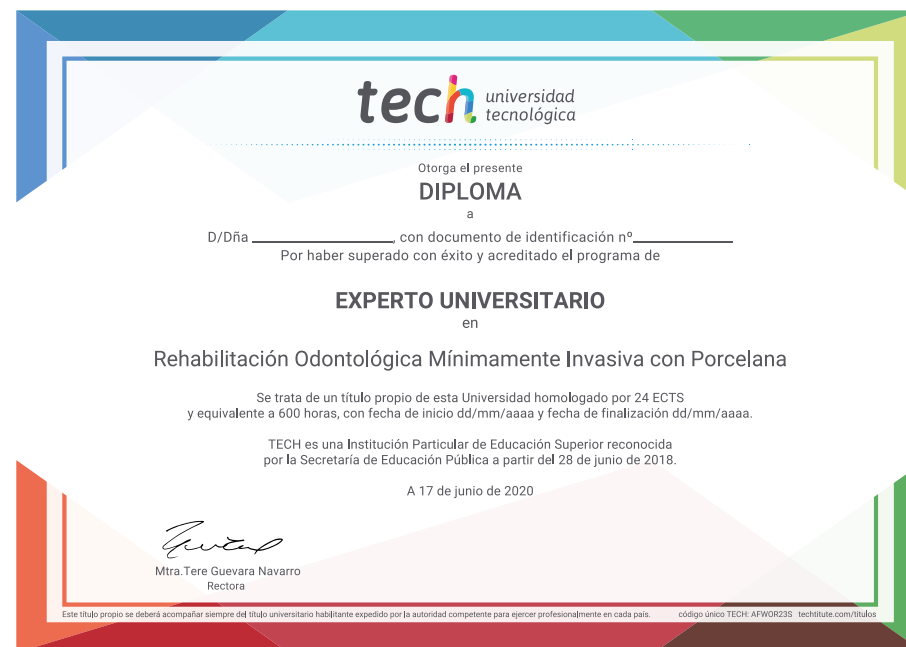 tech universidad
tecnológica
Otorga el presente
DIPLOMA
a
D/Dña ____________________, con documento de identificación nº______________
Por haber superado con éxito y acreditado el programa de
EXPERTO UNIVERSITARIO
en
Rehabilitación Odontológica Mínimamente Invasiva con Porcelana
Se trata de un título propio de esta Universidad homologado por 24 ECTS
y equivalente a 600 horas, con fecha de inicio dd/mm/aaaa y fecha de finalización dd/mm/aaaa.
TECH es una Institución Particular de Educación Superior reconocida
por la Secretaría de Educación Pública a partir del 28 de junio de 2018.
A 17 de junio de 2020
Mtra.Tere Guevara Navarro
Rectora
Este título propio se deberá acompañar siempre del título universitario habilitante expedido por la autoridad competente para ejercer profesionalmente en cada país. código único TECH: AFWOR23S techtitute.com/titulos